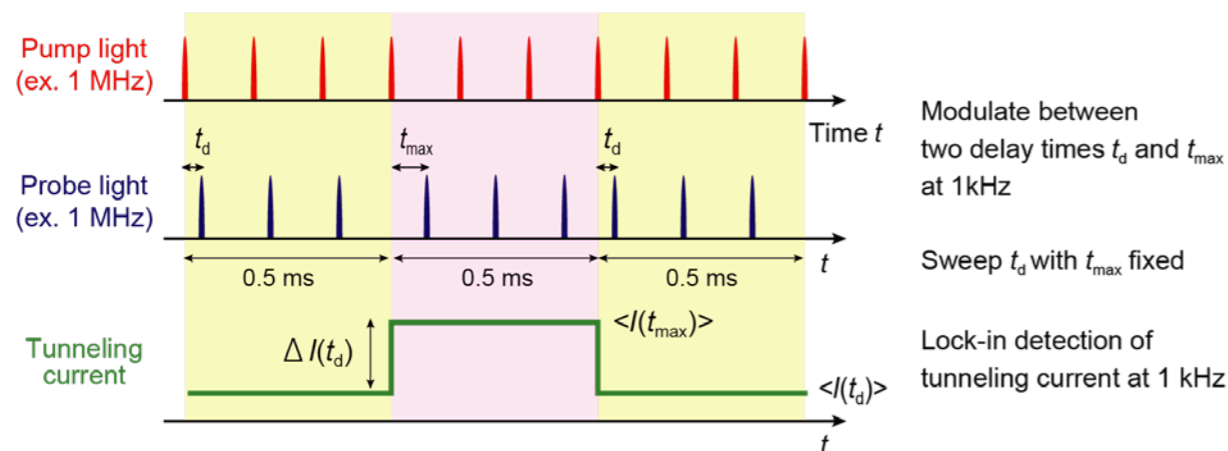 Pump light
(ex. 1 MHz)
Time t
t_d
t_max
t_d
Probe light
(ex. 1 MHz)
t
0.5 ms
0.5 ms
0.5 ms
Tunneling
current
Δ I(t_d)
<I(t_max)>
<I(t_d)>
t
Modulate between
two delay times t_d and t_max
at 1kHz
Sweep t_d with t_max fixed
Lock-in detection of
tunneling current at 1 kHz